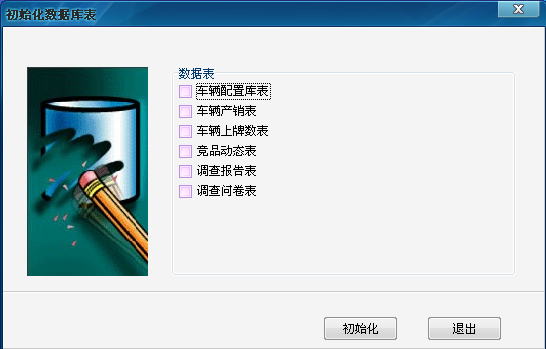 初始化数据库表
数据表
车辆配置库表
车辆产销表
车辆上牌数表
竞品动态表
调查报告表
调查问卷表
初始化
退出